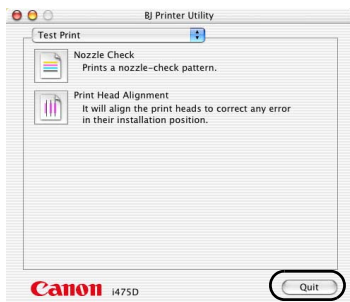 BJ Printer Utility
Test Print
Nozzle Check
Prints a nozzle-check pattern.
Print Head Alignment
It will align the print heads to correct any error
in their installation position.
Canon i475D
Quit